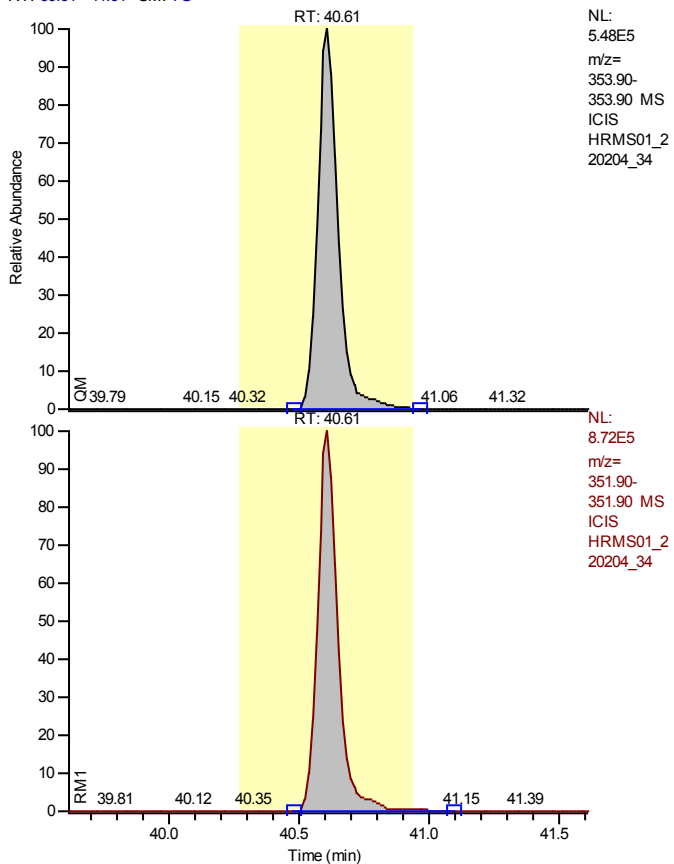 RT: 40.61
NL:
5.48E5
m/z=
353.90-
353.90 MS
ICIS
HRMS01_2
20204_34
100
90
80
70
60
50
40
30
20
10
0
Relative Abundance
QM
39.79 40.15 40.32 41.06 41.32
RT: 40.61
NL:
8.72E5
m/z=
351.90-
351.90 MS
ICIS
HRMS01_2
20204_34
100
90
80
70
60
50
40
30
20
10
0
RM1
39.81 40.12 40.35 41.15 41.39
40.0 40.5 41.0 41.5
Time (min)